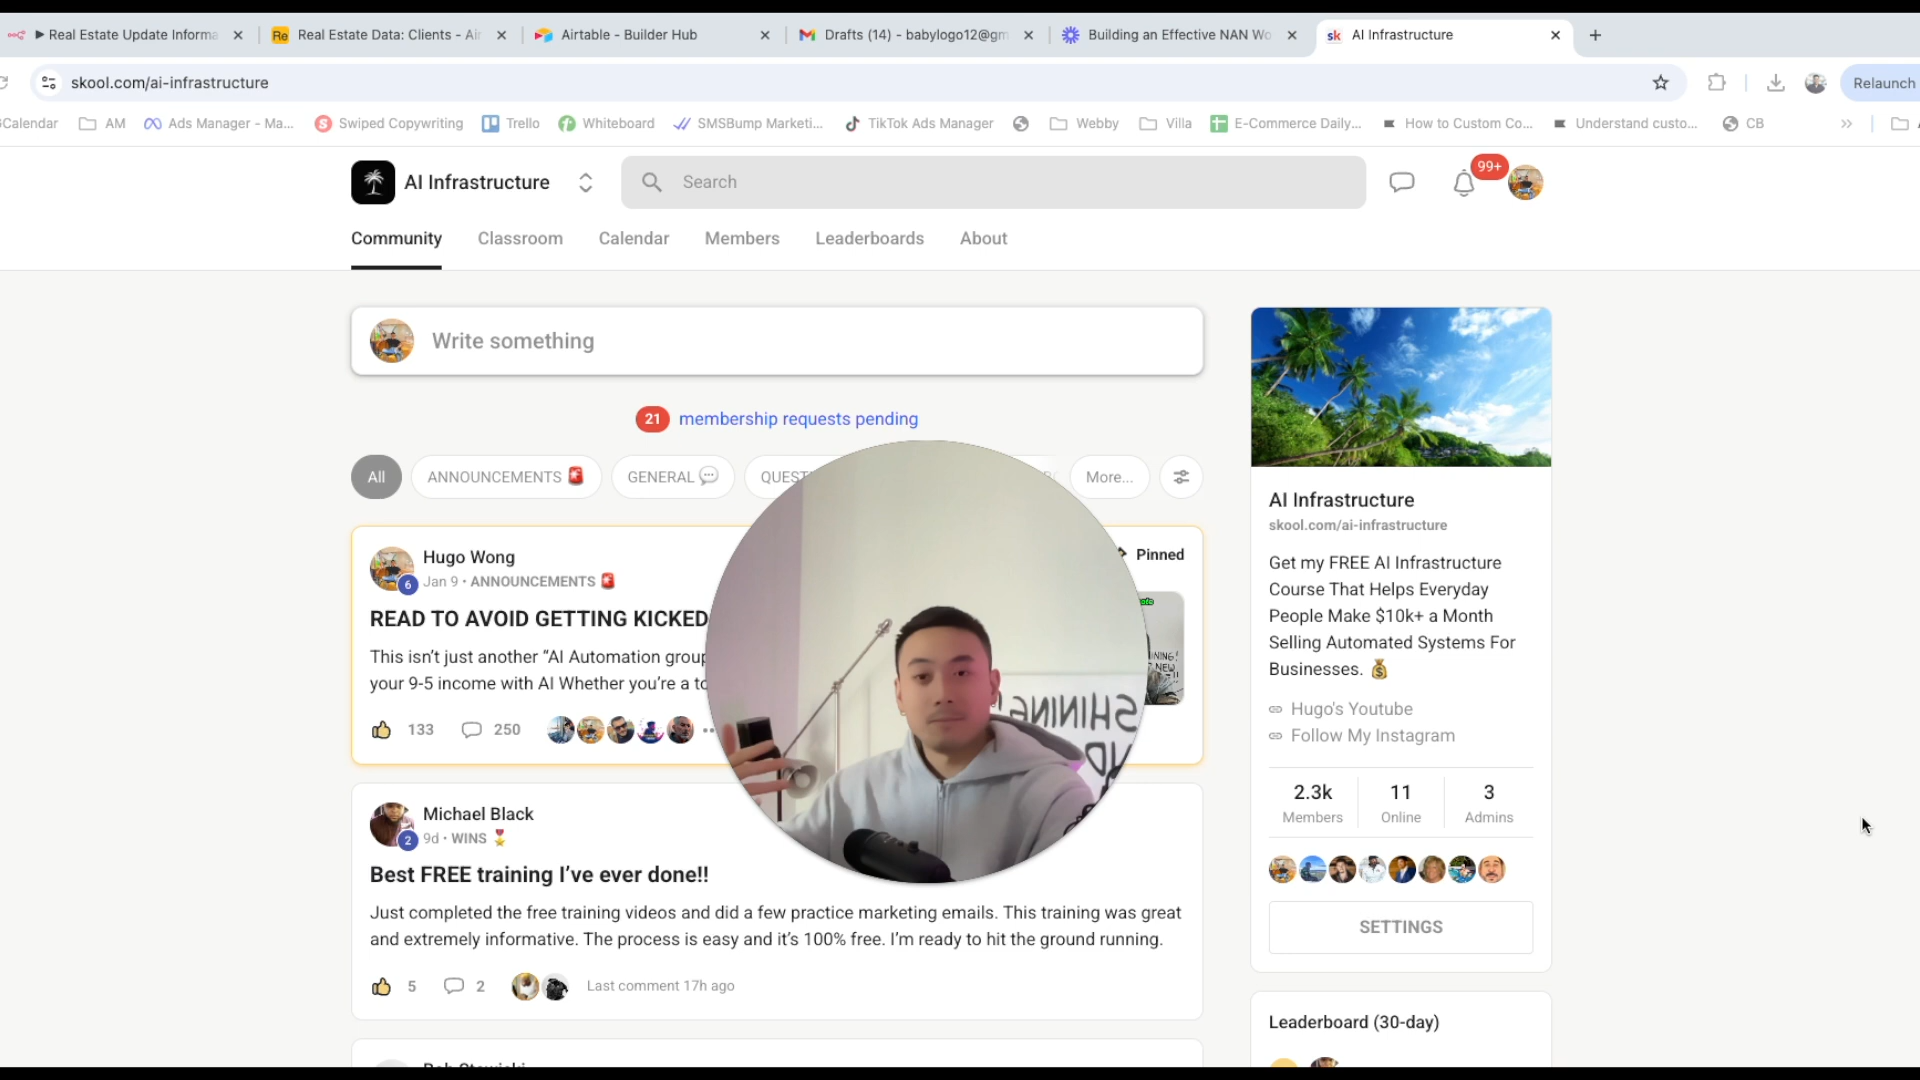 ▶ Real Estate Update Informa
Real Estate Data: Clients - Air
Airtable - Builder Hub
Drafts (14) - babylogo12@gm
Building an Effective NAN Wo
sk AI Infrastructure
skool.com/ai-infrastructure
Relaunch
Calendar
AM
Ads Manager - Ma...
Swiped Copywriting
Trello
Whiteboard
SMSBump Marketi...
TikTok Ads Manager
Webby
Villa
E-Commerce Daily...
How to Custom Co...
Understand custo...
CB
AI Infrastructure
Search
99+
Community
Classroom
Calendar
Members
Leaderboards
About
Write something
21 membership requests pending
All
ANNOUNCEMENTS 🚨
GENERAL 💬
QUEST
More...
Hugo Wong
6 Jan 9 • ANNOUNCEMENTS 🚨
Pinned
READ TO AVOID GETTING KICKED
This isn't just another “AI Automation group
your 9-5 income with AI Whether you're a to
133 250
SHINING
Michael Black
2 9d • WINS 🎖️
Best FREE training I've ever done!!
Just completed the free training videos and did a few practice marketing emails. This training was great
and extremely informative. The process is easy and it's 100% free. I'm ready to hit the ground running.
5 2 Last comment 17h ago
AI Infrastructure
skool.com/ai-infrastructure
Get my FREE AI Infrastructure
Course That Helps Everyday
People Make $10k+ a Month
Selling Automated Systems For
Businesses. 💰
Hugo's Youtube
Follow My Instagram
2.3k 11 3
Members Online Admins
SETTINGS
Leaderboard (30-day)